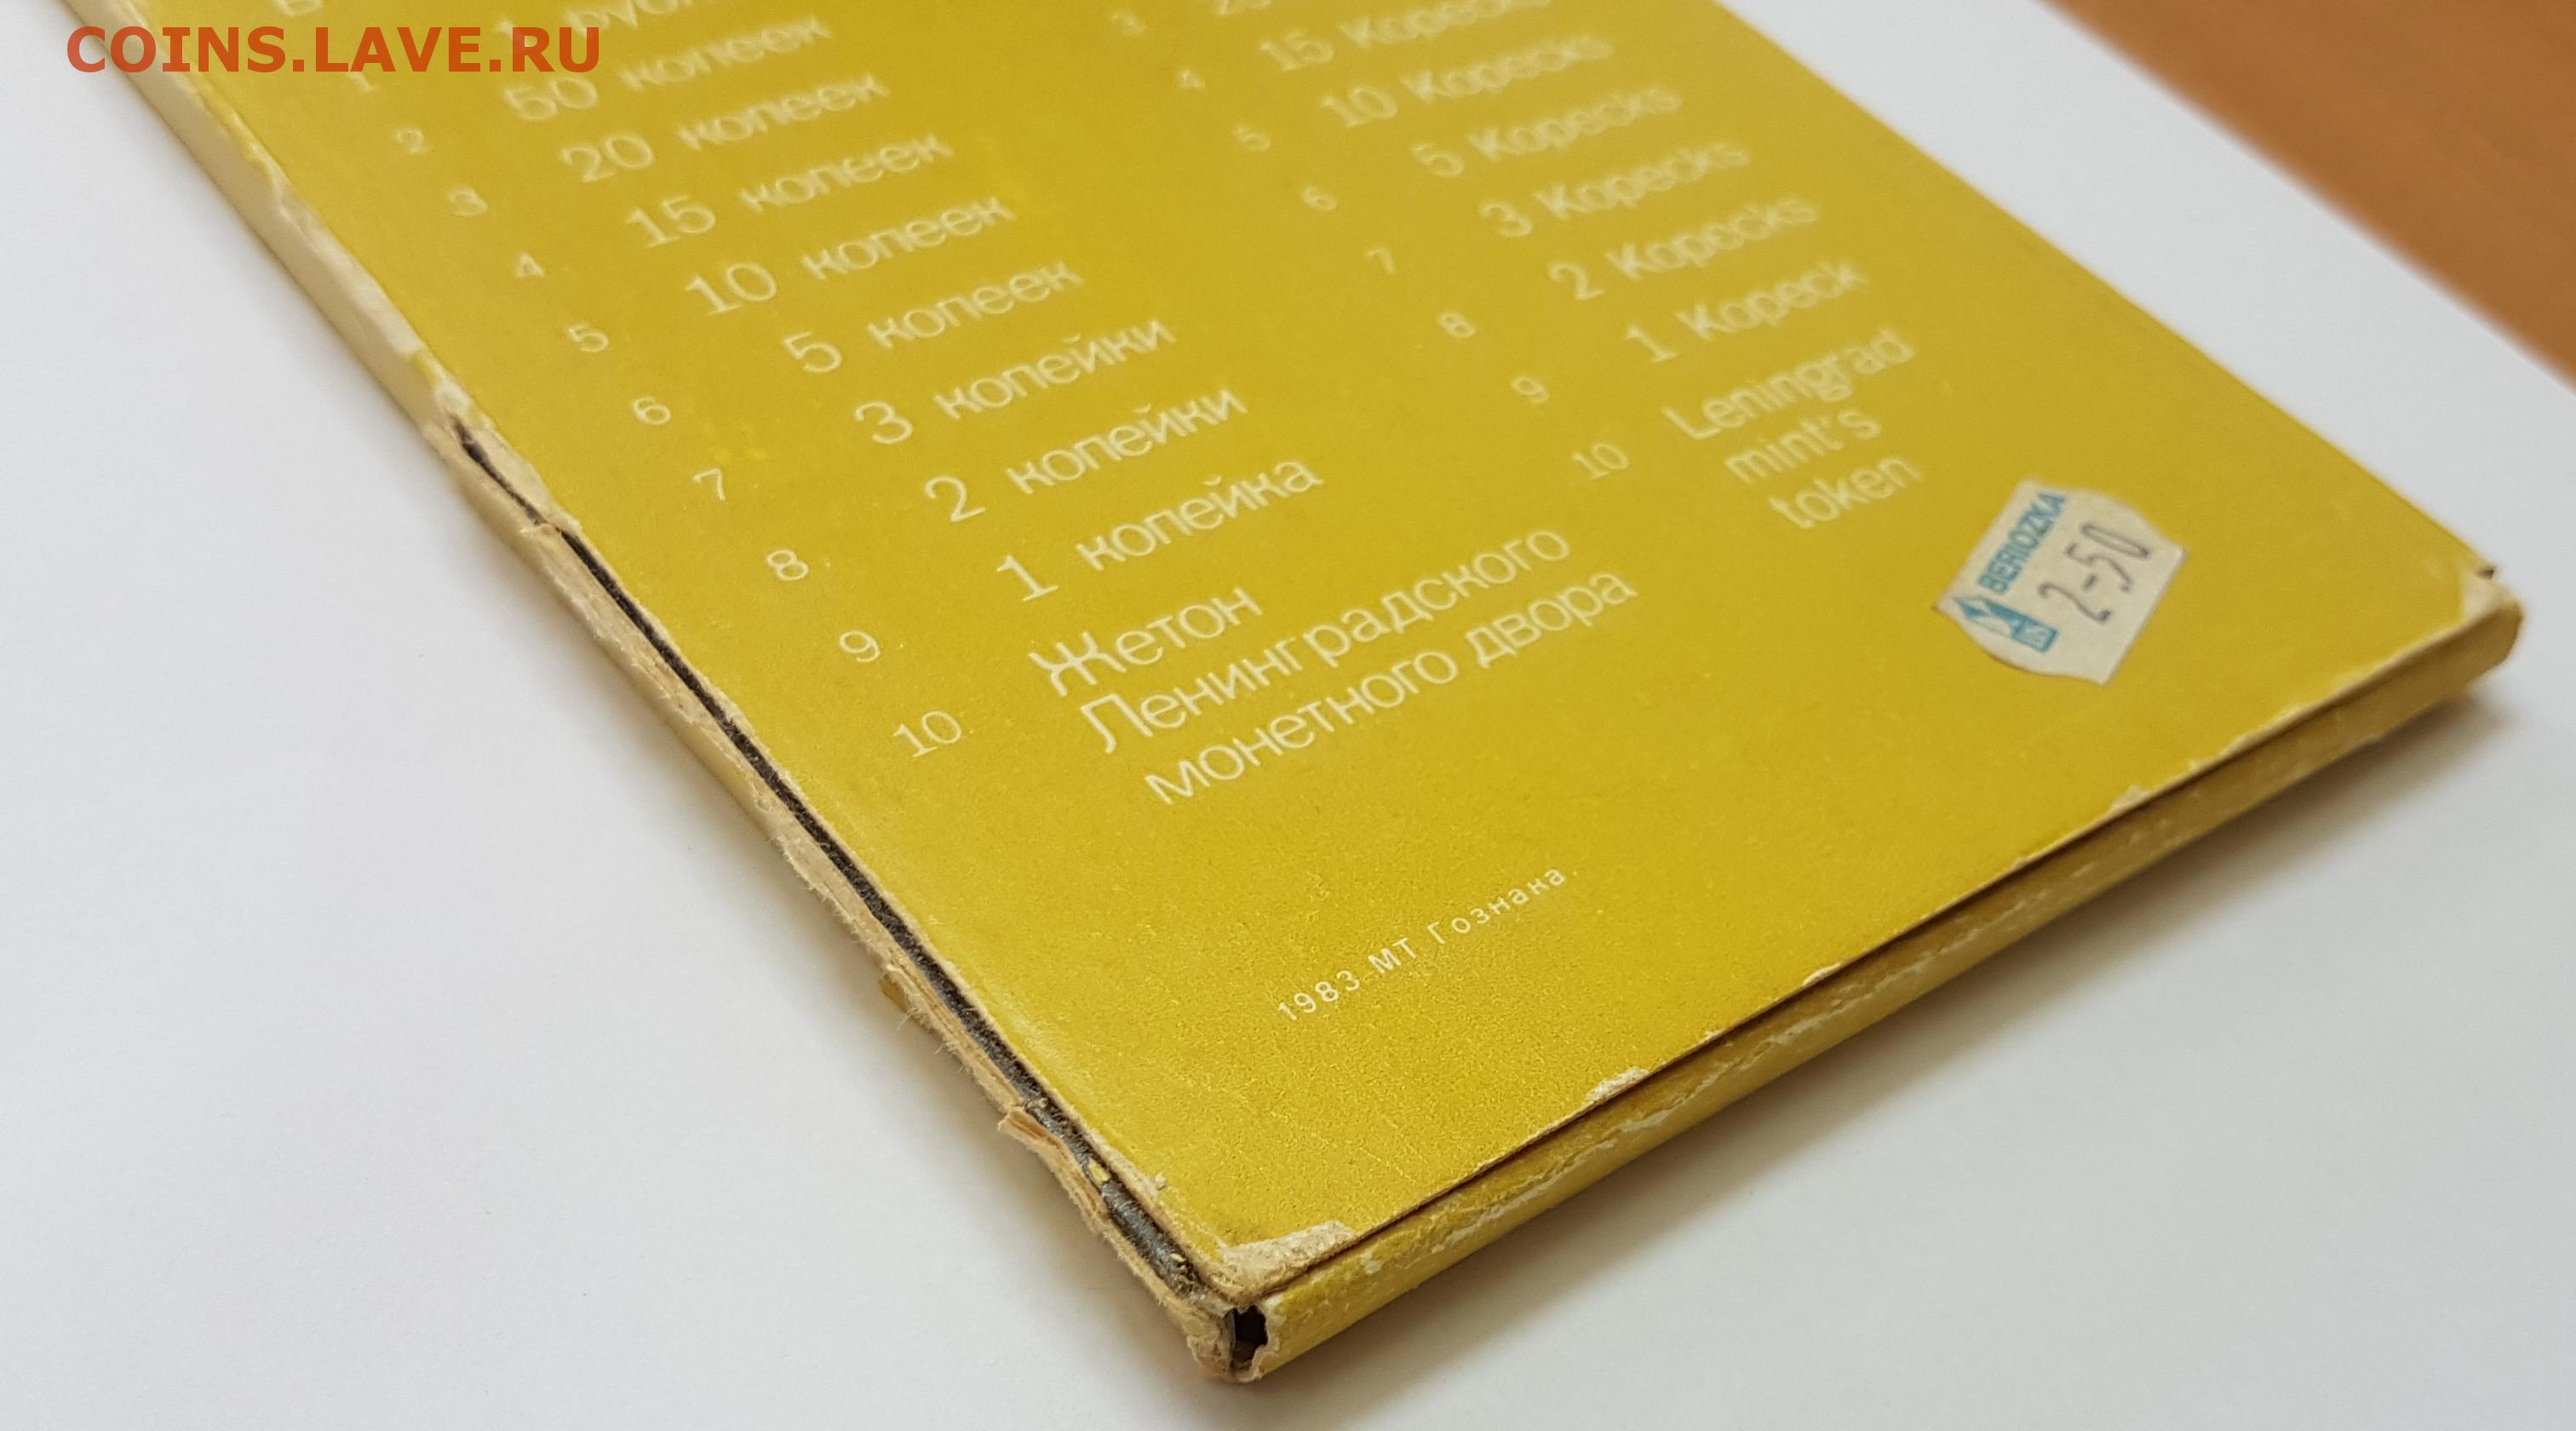 COINS.LAVE.RU
50 копеек
20 копеек
15 копеек
10 копеек
5 копеек
3 копейки
2 копейки
1 копейка
Жетон
Ленинградского
монетного двора
1
2
3
4
5
6
7
8
9
10
15 Kopecks
10 Kopecks
5 Kopecks
3 Kopecks
2 Kopecks
1 Kopeck
Leningrad
mint's
token
3
4
5
6
7
8
9
10
BERIOZKA
2-50
1983 МТ Гознака.